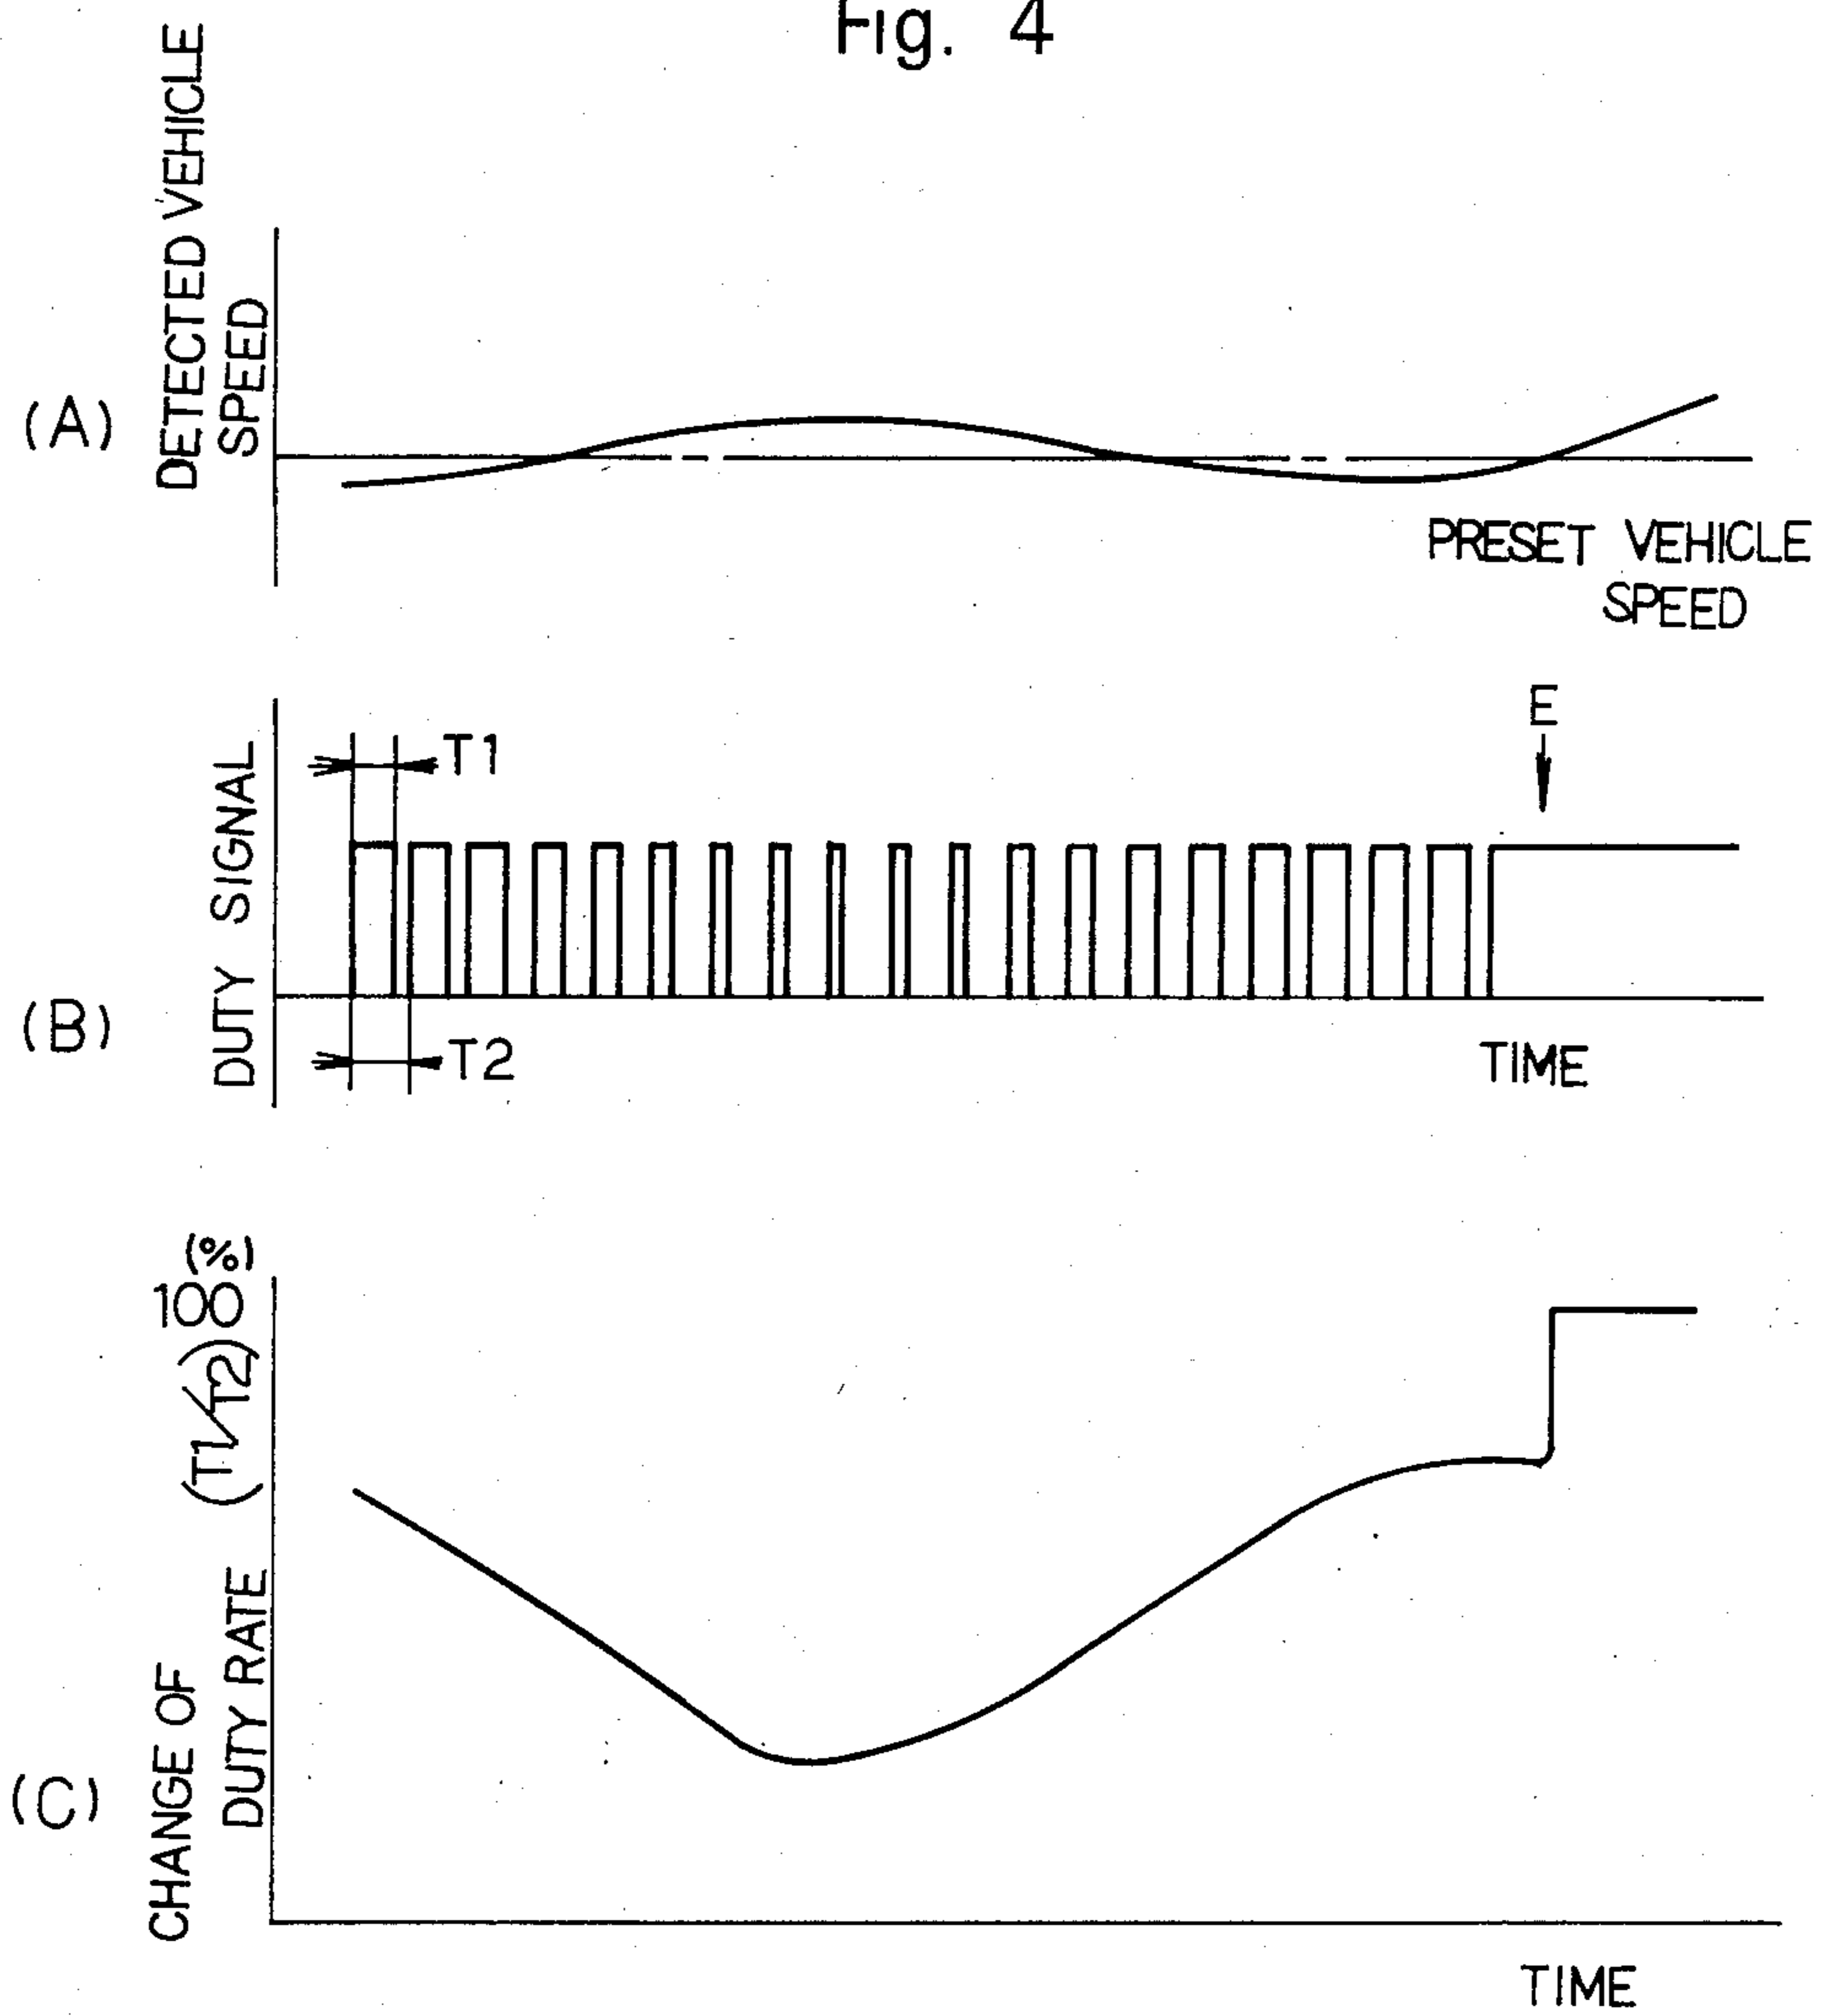 Fig. 4
(A)
DETECTED VEHICLE
SPEED
PRESET VEHICLE
SPEED
(B)
DUTY SIGNAL
T1
T2
E
TIME
(C)
CHANGE OF
DUTY RATE (T1/T2)
100
(%)
TIME